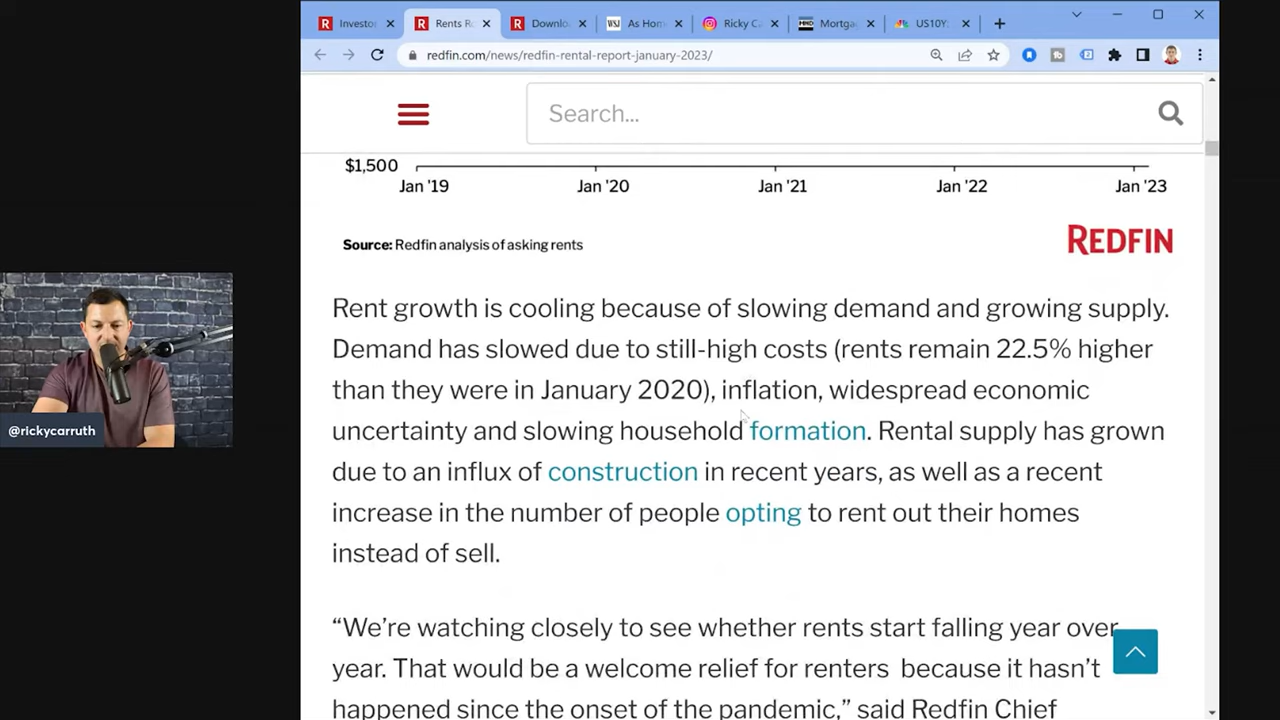 Investor
Rents R
Downlo
WSJ As Hom
Ricky C
MND Mortga
US10Y
redfin.com/news/redfin-rental-report-january-2023/
Search...
$1,500
Jan '19 Jan '20 Jan '21 Jan '22 Jan '23
Source: Redfin analysis of asking rents
REDFIN
Rent growth is cooling because of slowing demand and growing supply.
Demand has slowed due to still-high costs (rents remain 22.5% higher
than they were in January 2020), inflation, widespread economic
uncertainty and slowing household formation. Rental supply has grown
due to an influx of construction in recent years, as well as a recent
increase in the number of people opting to rent out their homes
instead of sell.
“We’re watching closely to see whether rents start falling year over
year. That would be a welcome relief for renters because it hasn’t
happened since the onset of the pandemic,” said Redfin Chief
@rickycarruth